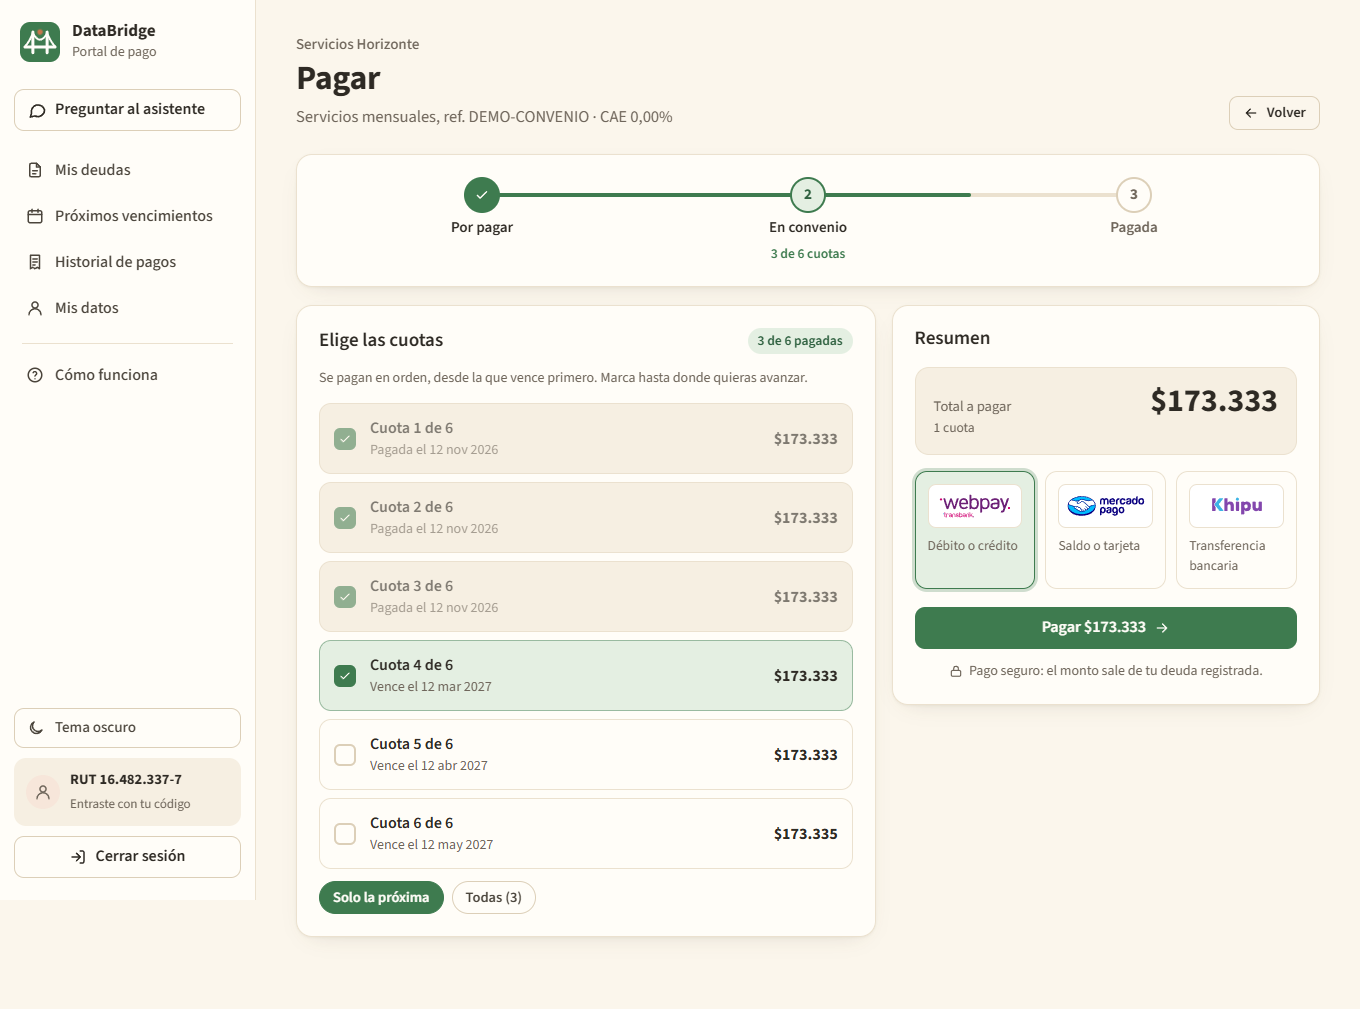 DataBridge
Portal de pago
Preguntar al asistente
Mis deudas
Próximos vencimientos
Historial de pagos
Mis datos
Cómo funciona
Tema oscuro
RUT 16.482.337-7
Entraste con tu código
Cerrar sesión
Servicios Horizonte
Pagar
Servicios mensuales, ref. DEMO-CONVENIO · CAE 0,00%
Volver
Por pagar
2
En convenio
3 de 6 cuotas
3
Pagada
Elige las cuotas
3 de 6 pagadas
Se pagan en orden, desde la que vence primero. Marca hasta donde quieras avanzar.
Cuota 1 de 6
Pagada el 12 nov 2026
$173.333
Cuota 2 de 6
Pagada el 12 nov 2026
$173.333
Cuota 3 de 6
Pagada el 12 nov 2026
$173.333
Cuota 4 de 6
Vence el 12 mar 2027
$173.333
Cuota 5 de 6
Vence el 12 abr 2027
$173.333
Cuota 6 de 6
Vence el 12 may 2027
$173.335
Solo la próxima
Todas (3)
Resumen
Total a pagar
1 cuota
$173.333
webpay.
transbank.
Débito o crédito
mercado
pago
Saldo o tarjeta
Khipu
Transferencia
bancaria
Pagar $173.333
Pago seguro: el monto sale de tu deuda registrada.